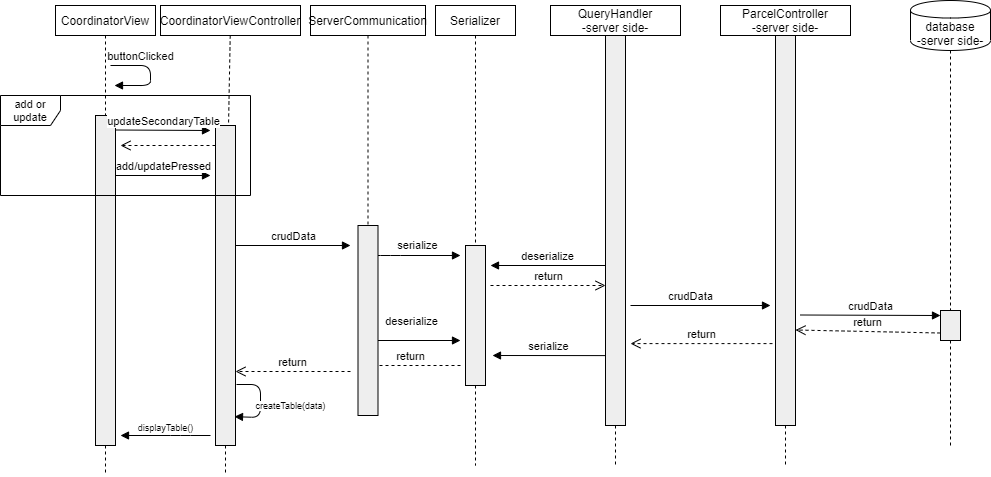 CoordinatorView
CoordinatorViewController
ServerCommunication
Serializer
QueryHandler
-server side-
ParcelController
-server side-
database
-server side-
buttonClicked
add or
update
updateSecondaryTable
add/updatePressed
crudData
serialize
deserialize
return
crudData
crudData
return
deserialize
return
serialize
return
return
createTable(data)
displayTable()